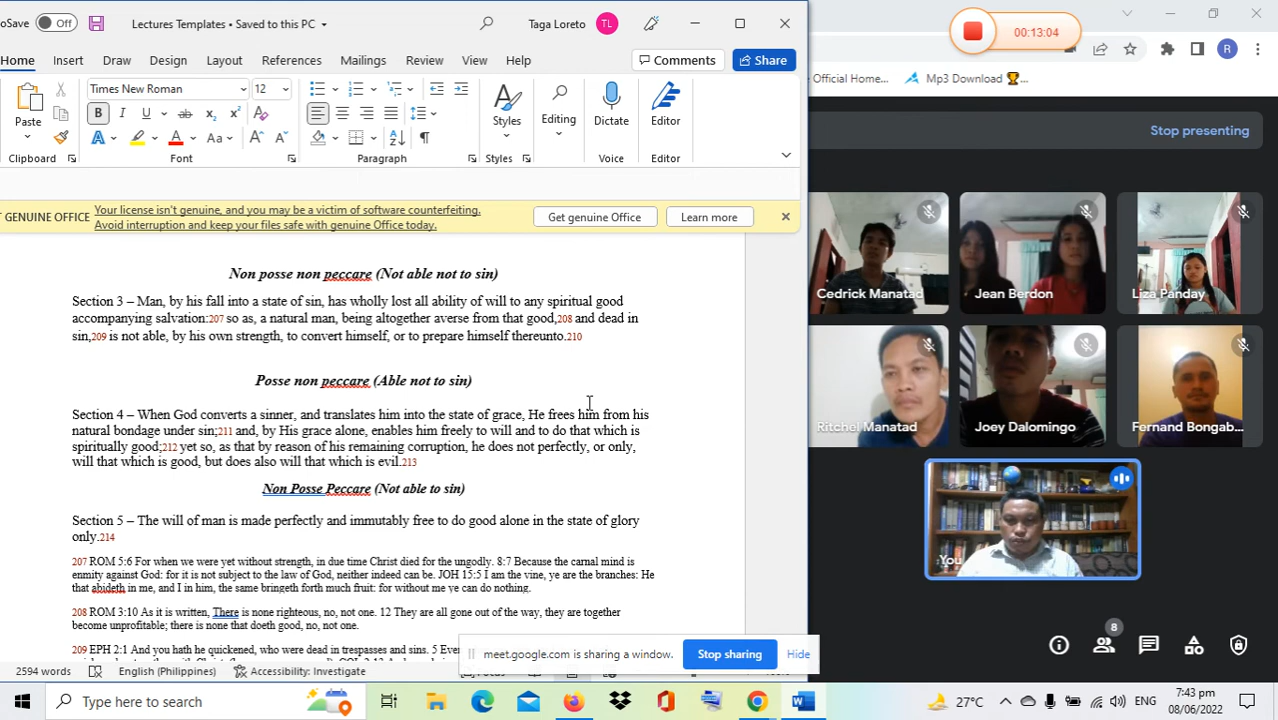 oSave Off Lectures Templates • Saved to this PC Taga Loreto TL
00:13:04
Home Insert Draw Design Layout References Mailings Review View Help Comments Share
R
Official Home... Mp3 Download 🏆...
Times New Roman 12
Paste B I U ab x₂ x² Styles Editing Dictate Editor
A A Aa A A
Clipboard Font Paragraph Styles Voice Editor
Stop presenting
T GENUINE OFFICE Your license isn't genuine, and you may be a victim of software counterfeiting.
Avoid interruption and keep your files safe with genuine Office today.
Get genuine Office Learn more
Non posse non peccare (Not able not to sin)
Section 3 – Man, by his fall into a state of sin, has wholly lost all ability of will to any spiritual good
accompanying salvation:207 so as, a natural man, being altogether averse from that good,208 and dead in
sin,209 is not able, by his own strength, to convert himself, or to prepare himself thereunto.210
Posse non peccare (Able not to sin)
Section 4 – When God converts a sinner, and translates him into the state of grace, He frees him from his
natural bondage under sin;211 and, by His grace alone, enables him freely to will and to do that which is
spiritually good;212 yet so, as that by reason of his remaining corruption, he does not perfectly, or only,
will that which is good, but does also will that which is evil.213
Non Posse Peccare (Not able to sin)
Section 5 – The will of man is made perfectly and immutably free to do good alone in the state of glory
only.214
207 ROM 5:6 For when we were yet without strength, in due time Christ died for the ungodly. 8:7 Because the carnal mind is
enmity against God: for it is not subject to the law of God, neither indeed can be. JOH 15:5 I am the vine, ye are the branches: He
that abideth in me, and I in him, the same bringeth forth much fruit: for without me ye can do nothing.
208 ROM 3:10 As it is written, There is none righteous, no, not one. 12 They are all gone out of the way, they are together
become unprofitable; there is none that doeth good, no, not one.
209 EPH 2:1 And you hath he quickened, who were dead in trespasses and sins. 5 Even
Cedrick Manatad Jean Berdon Liza Panday
Ritchel Manatad Joey Dalomingo Fernand Bongab...
You
8
meet.google.com is sharing a window. Stop sharing Hide
2594 words English (Philippines) Accessibility: Investigate
Type here to search 27°C ENG 7:43 pm
08/06/2022